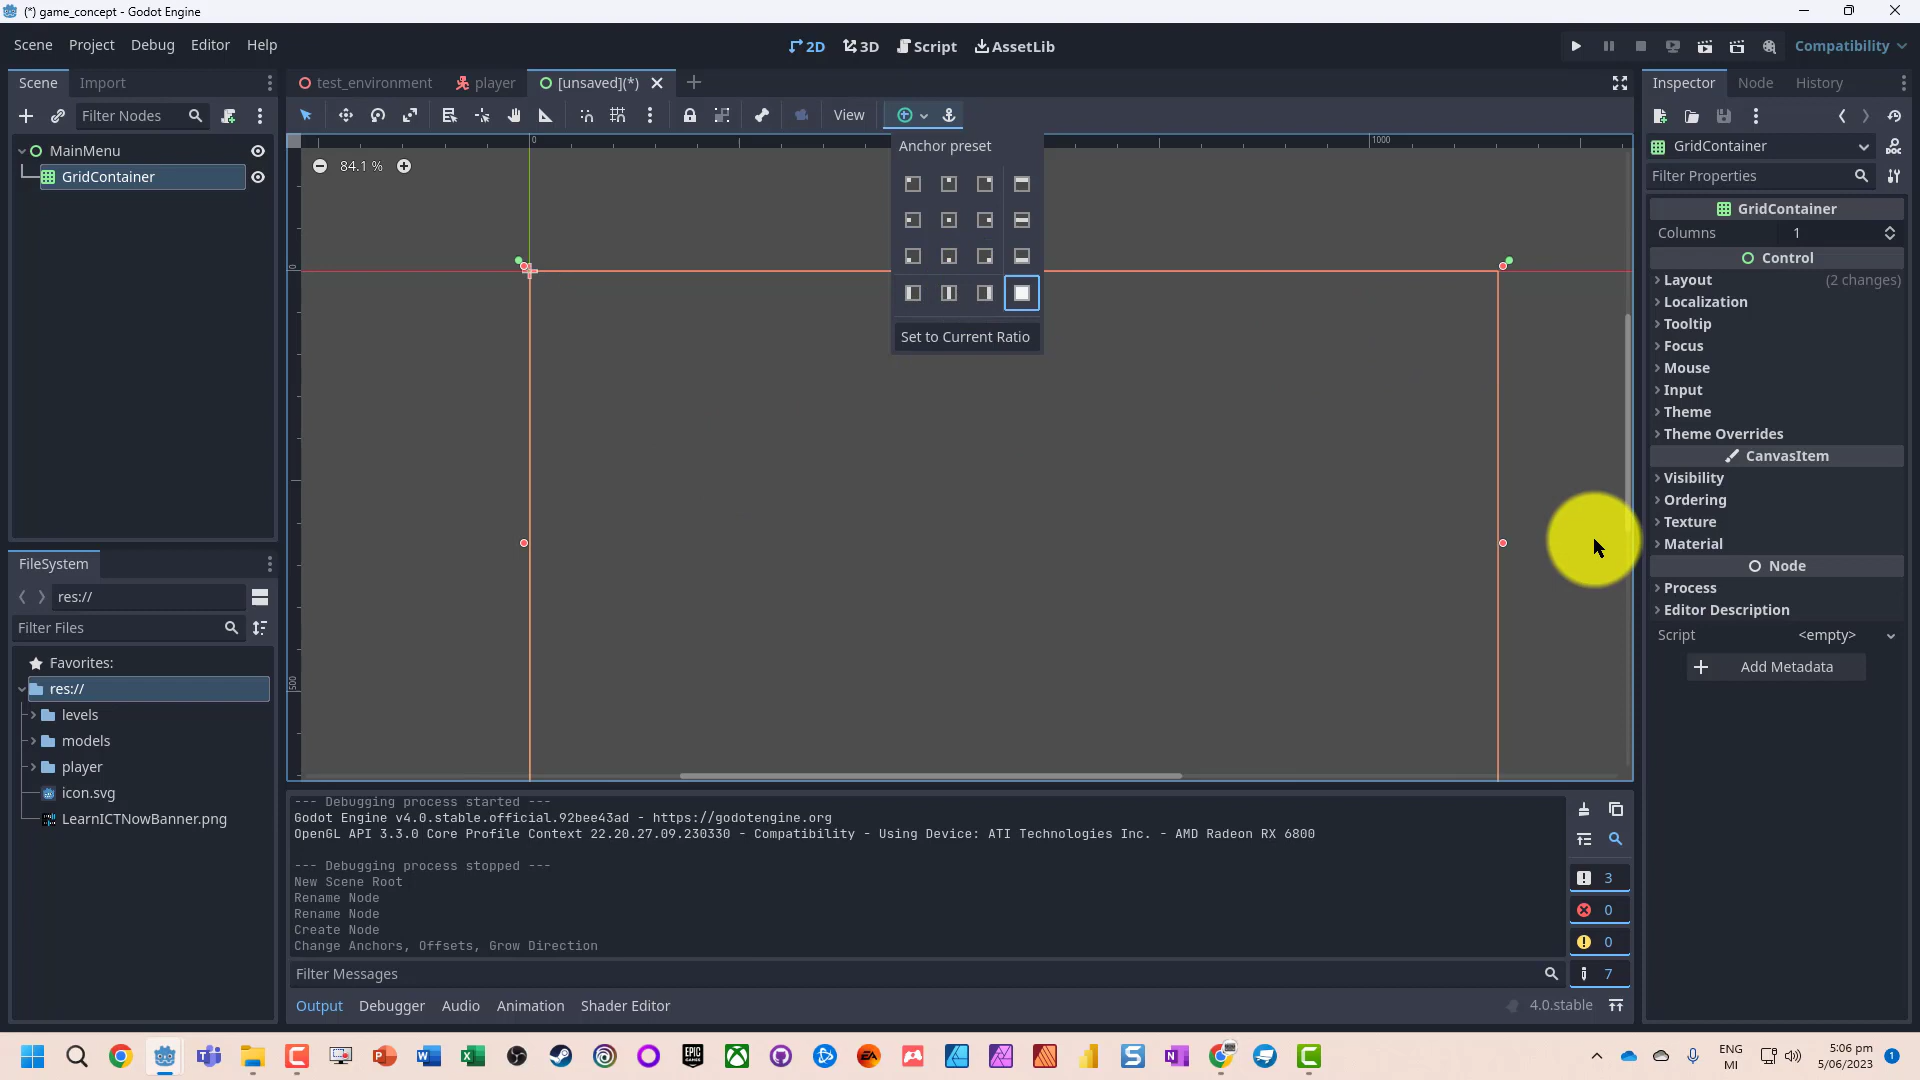 (*) game_concept - Godot Engine
Scene Project Debug Editor Help
2D 3D Script AssetLib
Compatibility
Scene Import
test_environment player [unsaved](*)
Inspector Node History
Filter Nodes
View
MainMenu
GridContainer
0 1000
84.1 %
0
500
Anchor preset
Set to Current Ratio
GridContainer
Filter Properties
GridContainer
Columns 1
Control
Layout (2 changes)
Localization
Tooltip
Focus
Mouse
Input
Theme
Theme Overrides
CanvasItem
Visibility
Ordering
Texture
Material
Node
Process
Editor Description
Script <empty>
Add Metadata
FileSystem
res://
Filter Files
Favorites:
res://
levels
models
player
icon.svg
LearnICTNowBanner.png
--- Debugging process started ---
Godot Engine v4.0.stable.official.92bee43ad - https://godotengine.org
OpenGL API 3.3.0 Core Profile Context 22.20.27.09.230330 - Compatibility - Using Device: ATI Technologies Inc. - AMD Radeon RX 6800
--- Debugging process stopped ---
New Scene Root
Rename Node
Rename Node
Create Node
Change Anchors, Offsets, Grow Direction
3
0
0
7
Filter Messages
Output Debugger Audio Animation Shader Editor
4.0.stable
ENG
MI
5:06 pm
5/06/2023
1